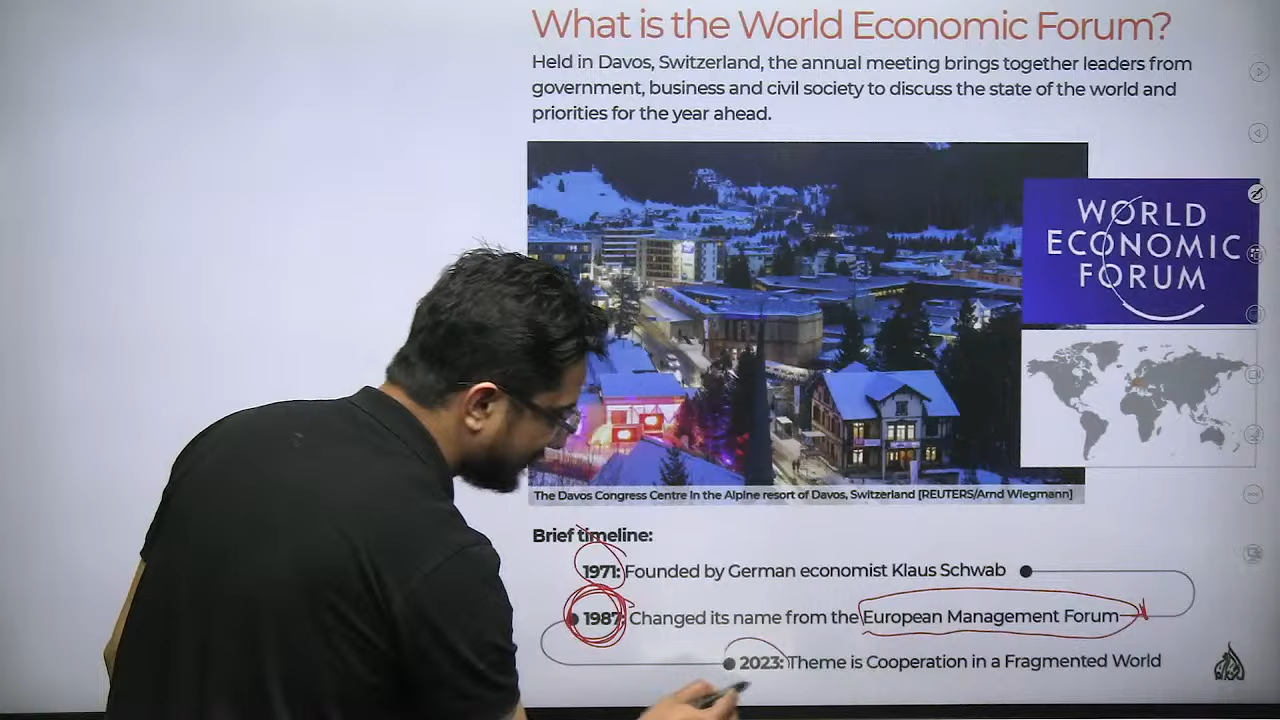 What is the World Economic Forum?
Held in Davos, Switzerland, the annual meeting brings together leaders from
government, business and civil society to discuss the state of the world and
priorities for the year ahead.
WORLD
ECONOMIC
FORUM
The Davos Congress Centre in the Alpine resort of Davos, Switzerland [REUTERS/Arnd Wiegmann]
Brief timeline:
1971: Founded by German economist Klaus Schwab
1987: Changed its name from the European Management Forum
2023: Theme is Cooperation in a Fragmented World